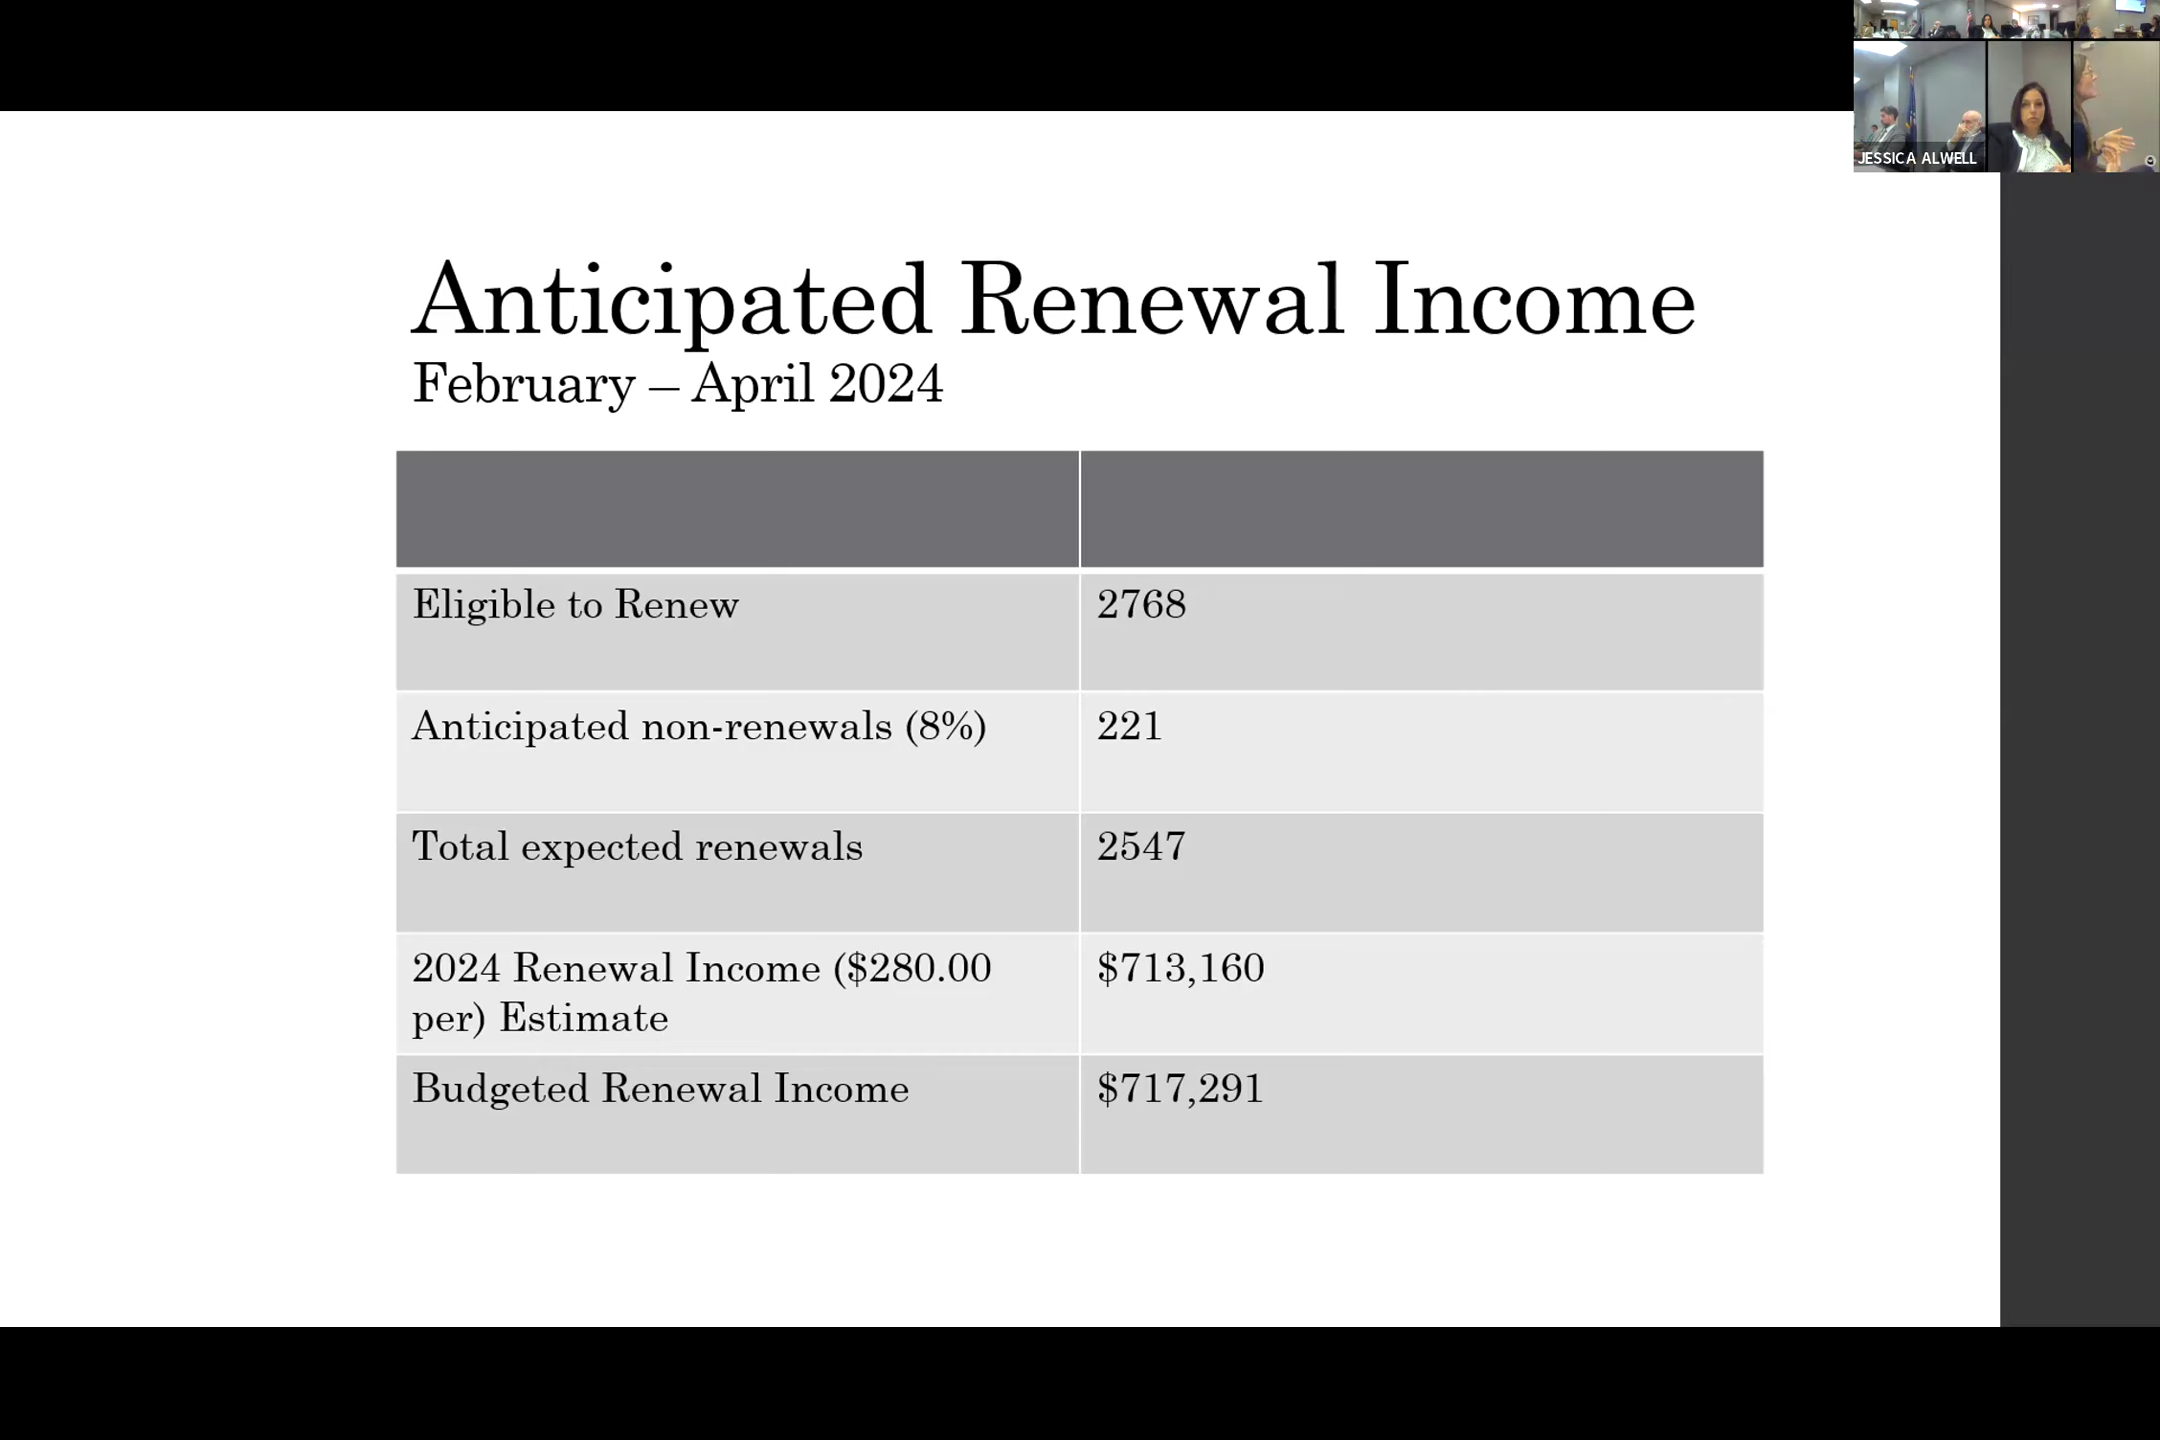 JESSICA ALWELL
Anticipated Renewal Income
February – April 2024
Eligible to Renew 2768
Anticipated non-renewals (8%) 221
Total expected renewals 2547
2024 Renewal Income ($280.00 $713,160
per) Estimate
Budgeted Renewal Income $717,291